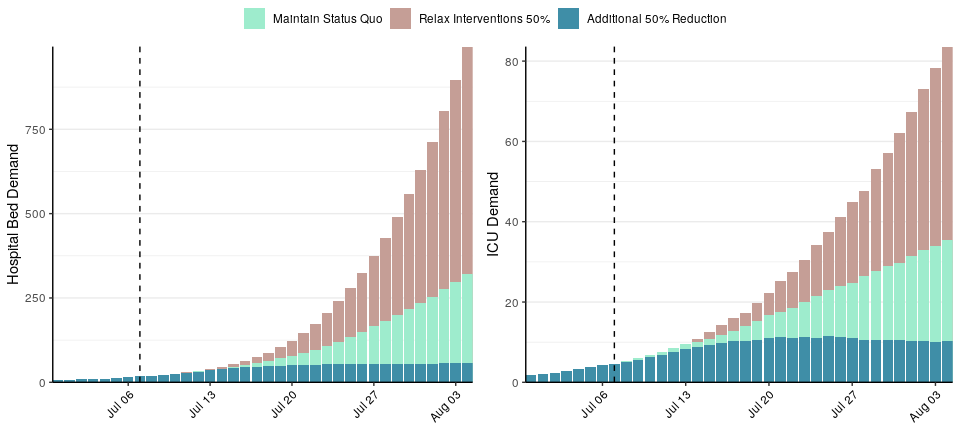 Maintain Status Quo Relax Interventions 50% Additional 50% Reduction
Hospital Bed Demand
750
500
250
0
Jul 06 Jul 13 Jul 20 Jul 27 Aug 03
ICU Demand
80
60
40
20
0
Jul 06 Jul 13 Jul 20 Jul 27 Aug 03